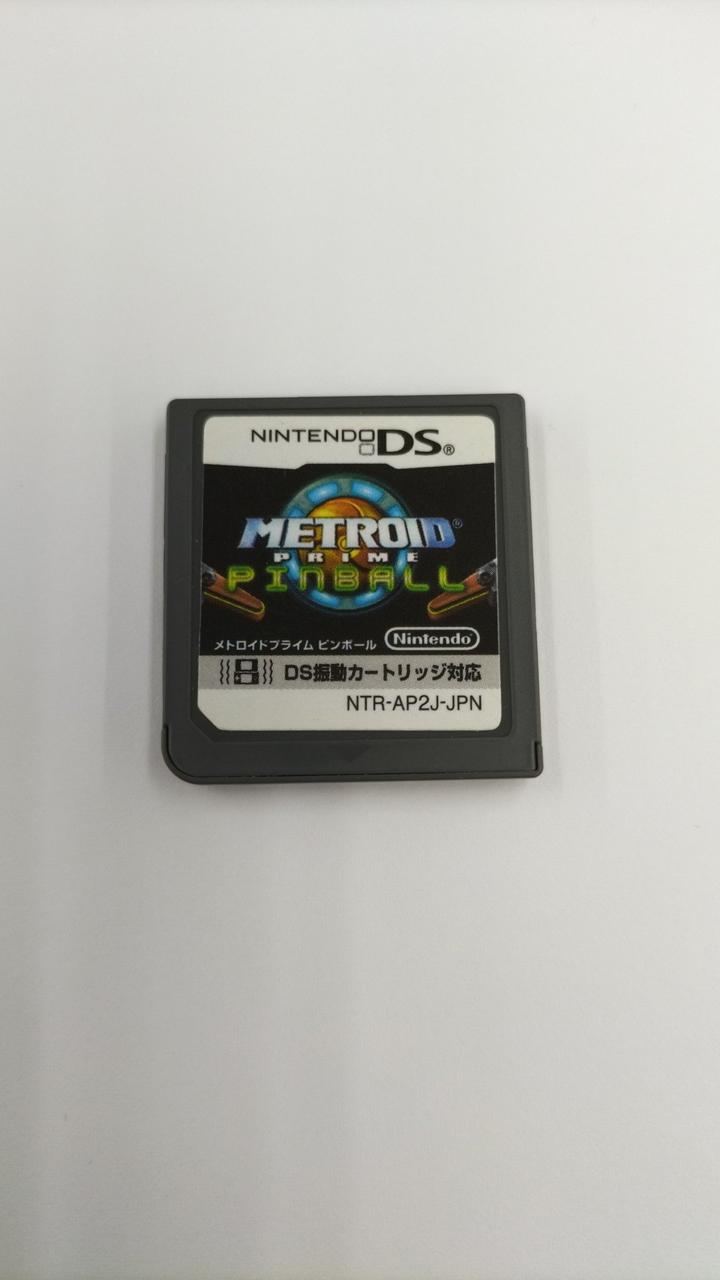 NINTENDO DS®
METROID®
PRIME
PINBALL
メトロイドプライム ピンボール Nintendo®
DS振動カートリッジ対応
NTR-AP2J-JPN